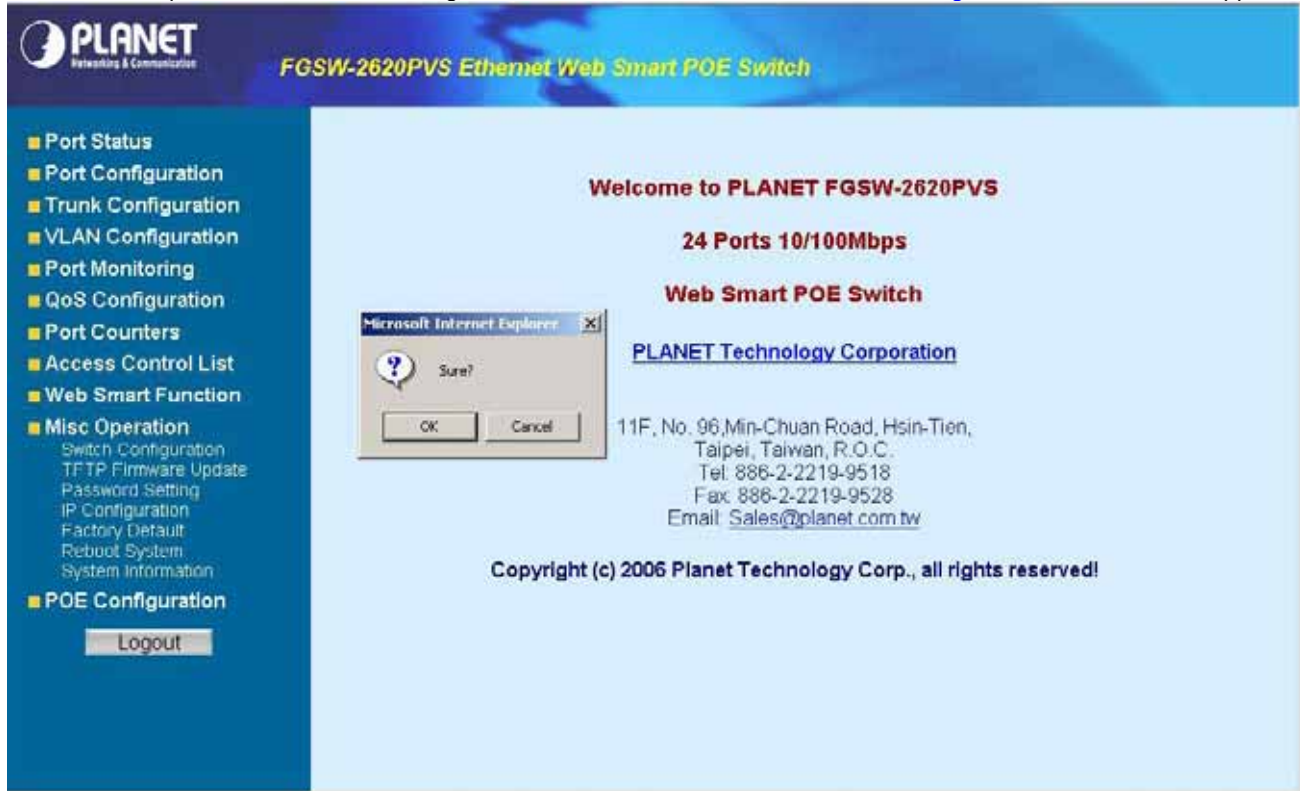 PLANET
Networking & Communication
FGSW-2620PVS Ethernet Web Smart POE Switch
Port Status
Port Configuration
Trunk Configuration
VLAN Configuration
Port Monitoring
QoS Configuration
Port Counters
Access Control List
Web Smart Function
Misc Operation
Switch Configuration
TFTP Firmware Update
Password Setting
IP Configuration
Factory Default
Reboot System
System Information
POE Configuration
Logout
Welcome to PLANET FGSW-2620PVS
24 Ports 10/100Mbps
Web Smart POE Switch
Microsoft Internet Explorer
Sure?
OK Cancel
PLANET Technology Corporation
11F, No. 96,Min-Chuan Road, Hsin-Tien,
Taipei, Taiwan, R.O.C.
Tel: 886-2-2219-9518
Fax: 886-2-2219-9528
Email: Sales@planet.com.tw
Copyright (c) 2006 Planet Technology Corp., all rights reserved!